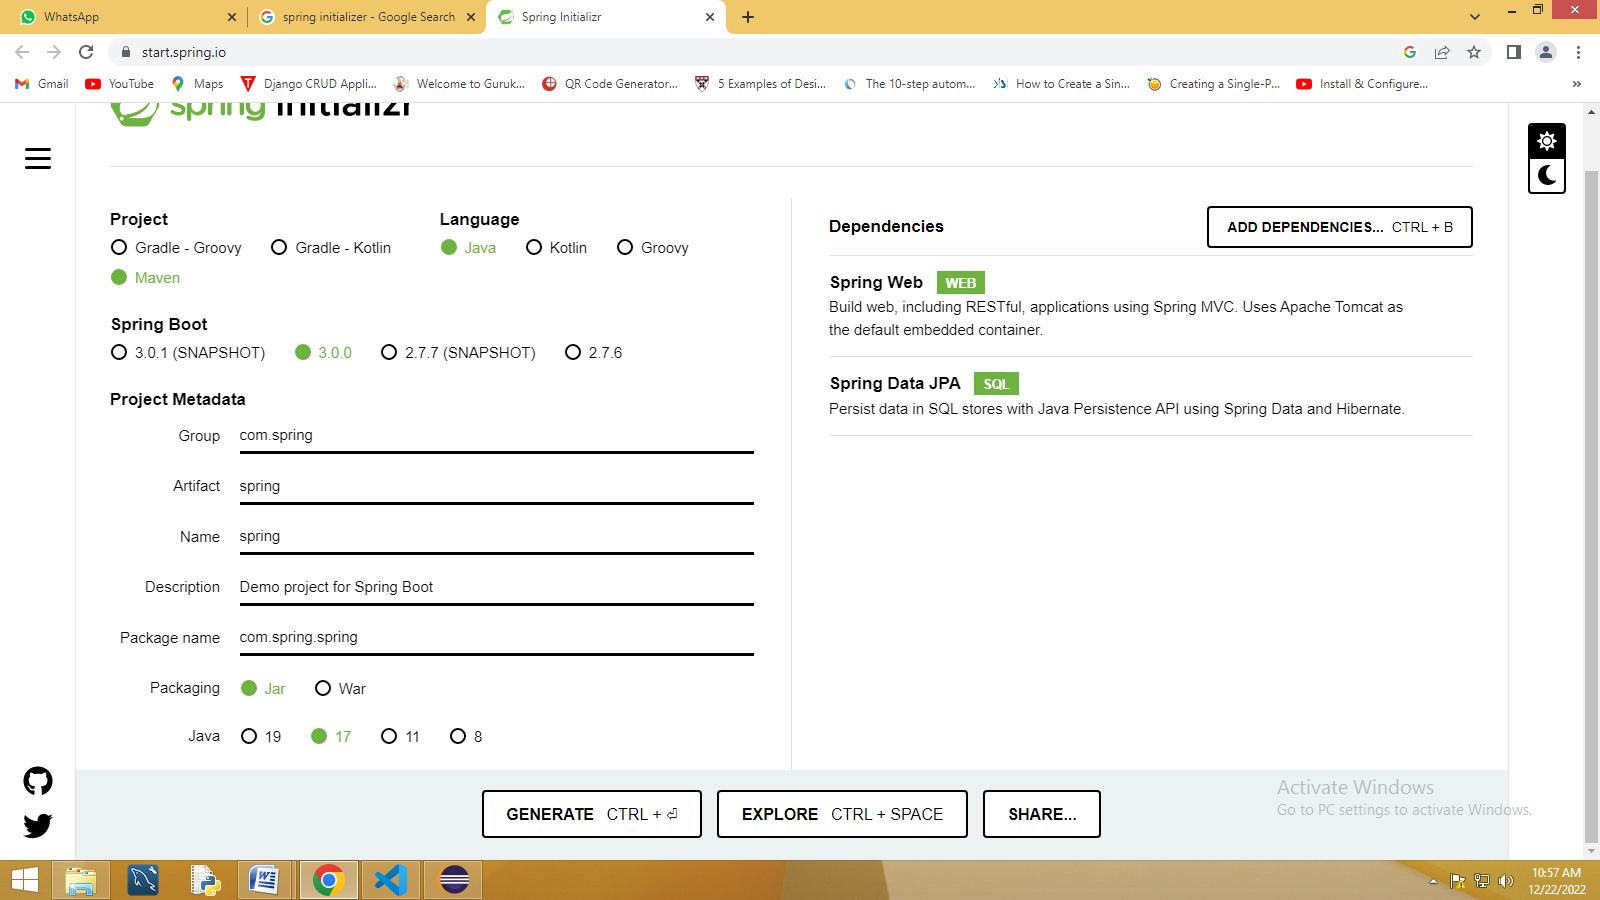 WhatsApp
spring initializer - Google Search
Spring Initializr
start.spring.io
Gmail
YouTube
Maps
Django CRUD Appli...
Welcome to Guruk...
QR Code Generator...
5 Examples of Desi...
The 10-step autom...
How to Create a Sin...
Creating a Single-P...
Install & Configure...
»
spring initializr
Project
Gradle - Groovy
Gradle - Kotlin
Maven
Language
Java
Kotlin
Groovy
Spring Boot
3.0.1 (SNAPSHOT)
3.0.0
2.7.7 (SNAPSHOT)
2.7.6
Project Metadata
Group com.spring
Artifact spring
Name spring
Description Demo project for Spring Boot
Package name com.spring.spring
Packaging Jar War
Java 19 17 11 8
Dependencies
ADD DEPENDENCIES... CTRL + B
Spring Web WEB
Build web, including RESTful, applications using Spring MVC. Uses Apache Tomcat as
the default embedded container.
Spring Data JPA SQL
Persist data in SQL stores with Java Persistence API using Spring Data and Hibernate.
GENERATE CTRL + ⏎
EXPLORE CTRL + SPACE
SHARE...
Activate Windows
Go to PC settings to activate Windows.
10:57 AM
12/22/2022